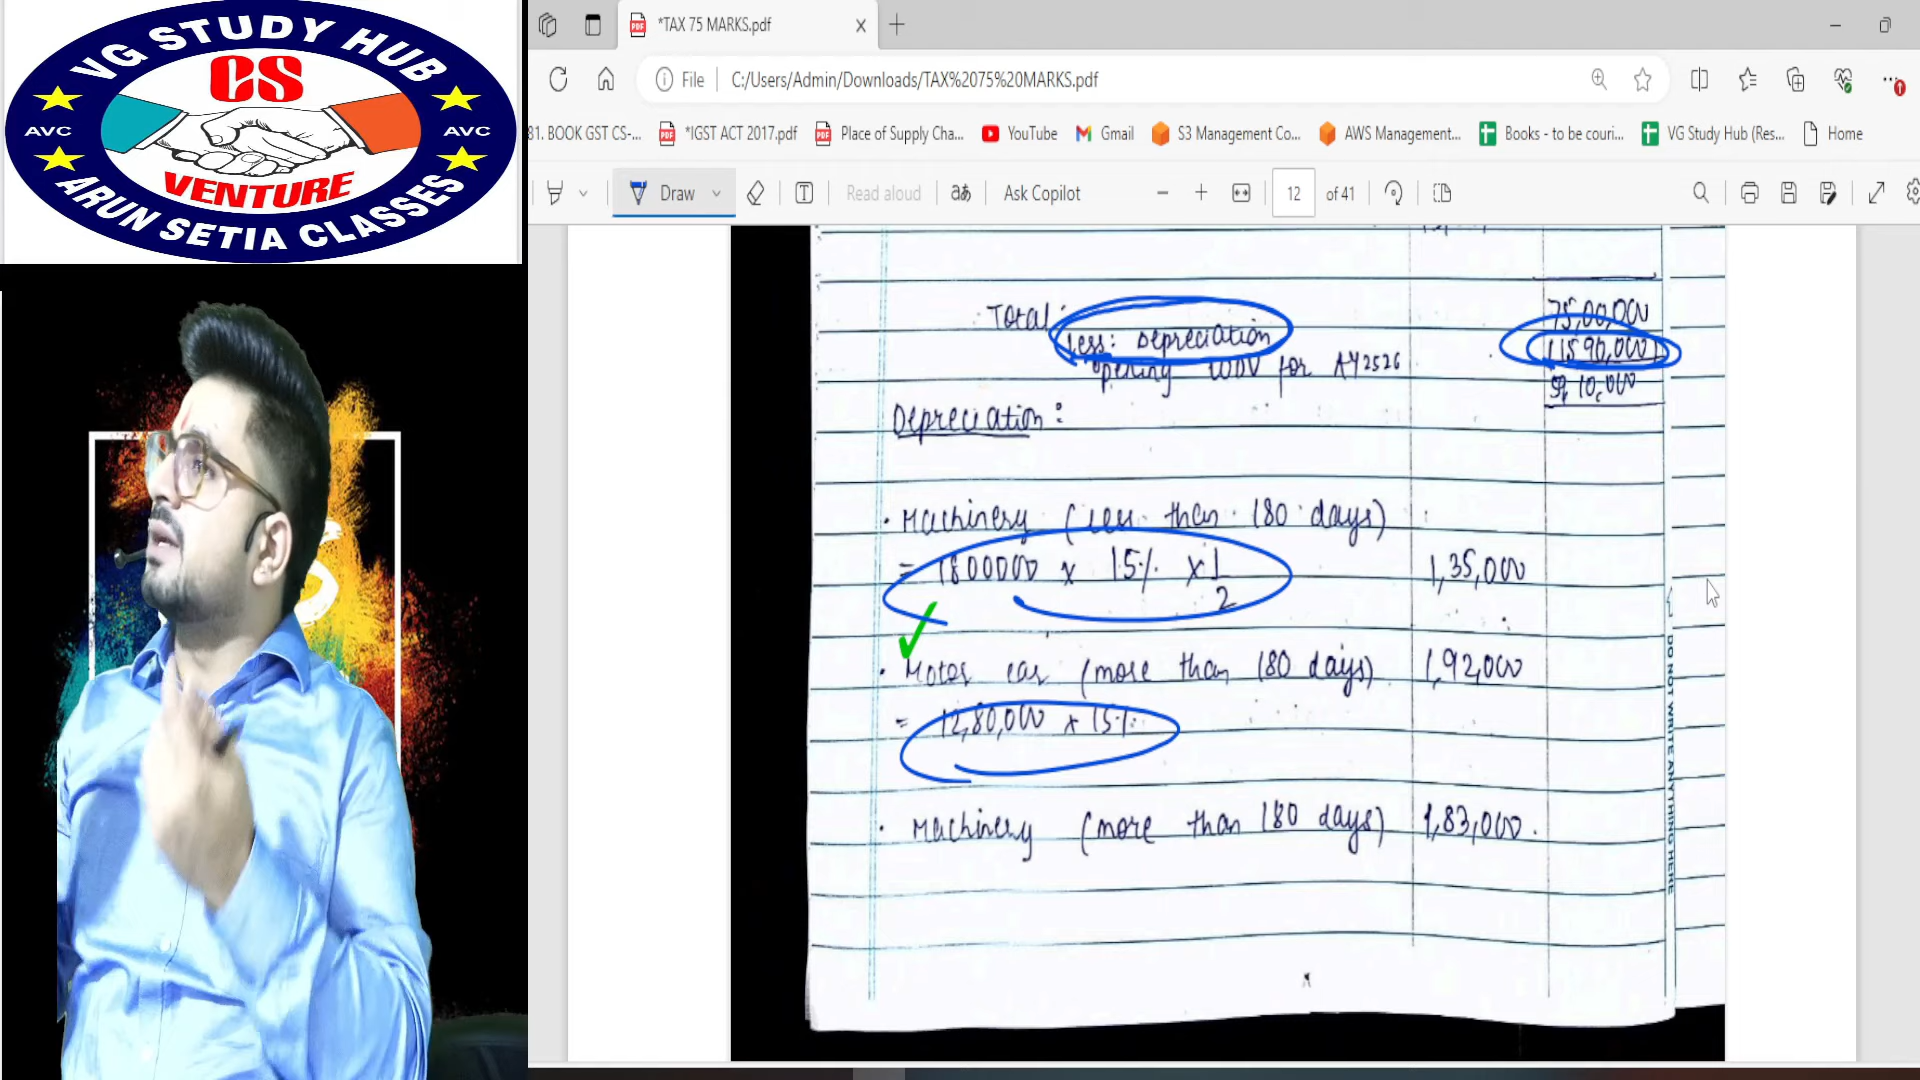 VG STUDY HUB
CS
AVC
AVC
VENTURE
ARUN SETIA CLASSES
*TAX 75 MARKS.pdf
File
C:/Users/Admin/Downloads/TAX%2075%20MARKS.pdf
81. BOOK GST CS-...
*IGST ACT 2017.pdf
Place of Supply Cha...
YouTube
Gmail
S3 Management Co...
AWS Management...
Books - to be couri...
VG Study Hub (Res...
Home
Draw
Read aloud
aあ
Ask Copilot
12
of 41
Total: 75,00,000
Less: Depreciation 15,90,000)
opening WDV for AY2526 59,10,000
Depreciation:
• Machinery (less than 180 days)
= 1800000 x 15% x 1/2 1,35,000
• Motor car (more than 180 days) 1,92,000
= 12,80,000 x 15%
• Machinery (more than 180 days) 1,83,000.
DO NOT WRITE ANYTHING HERE